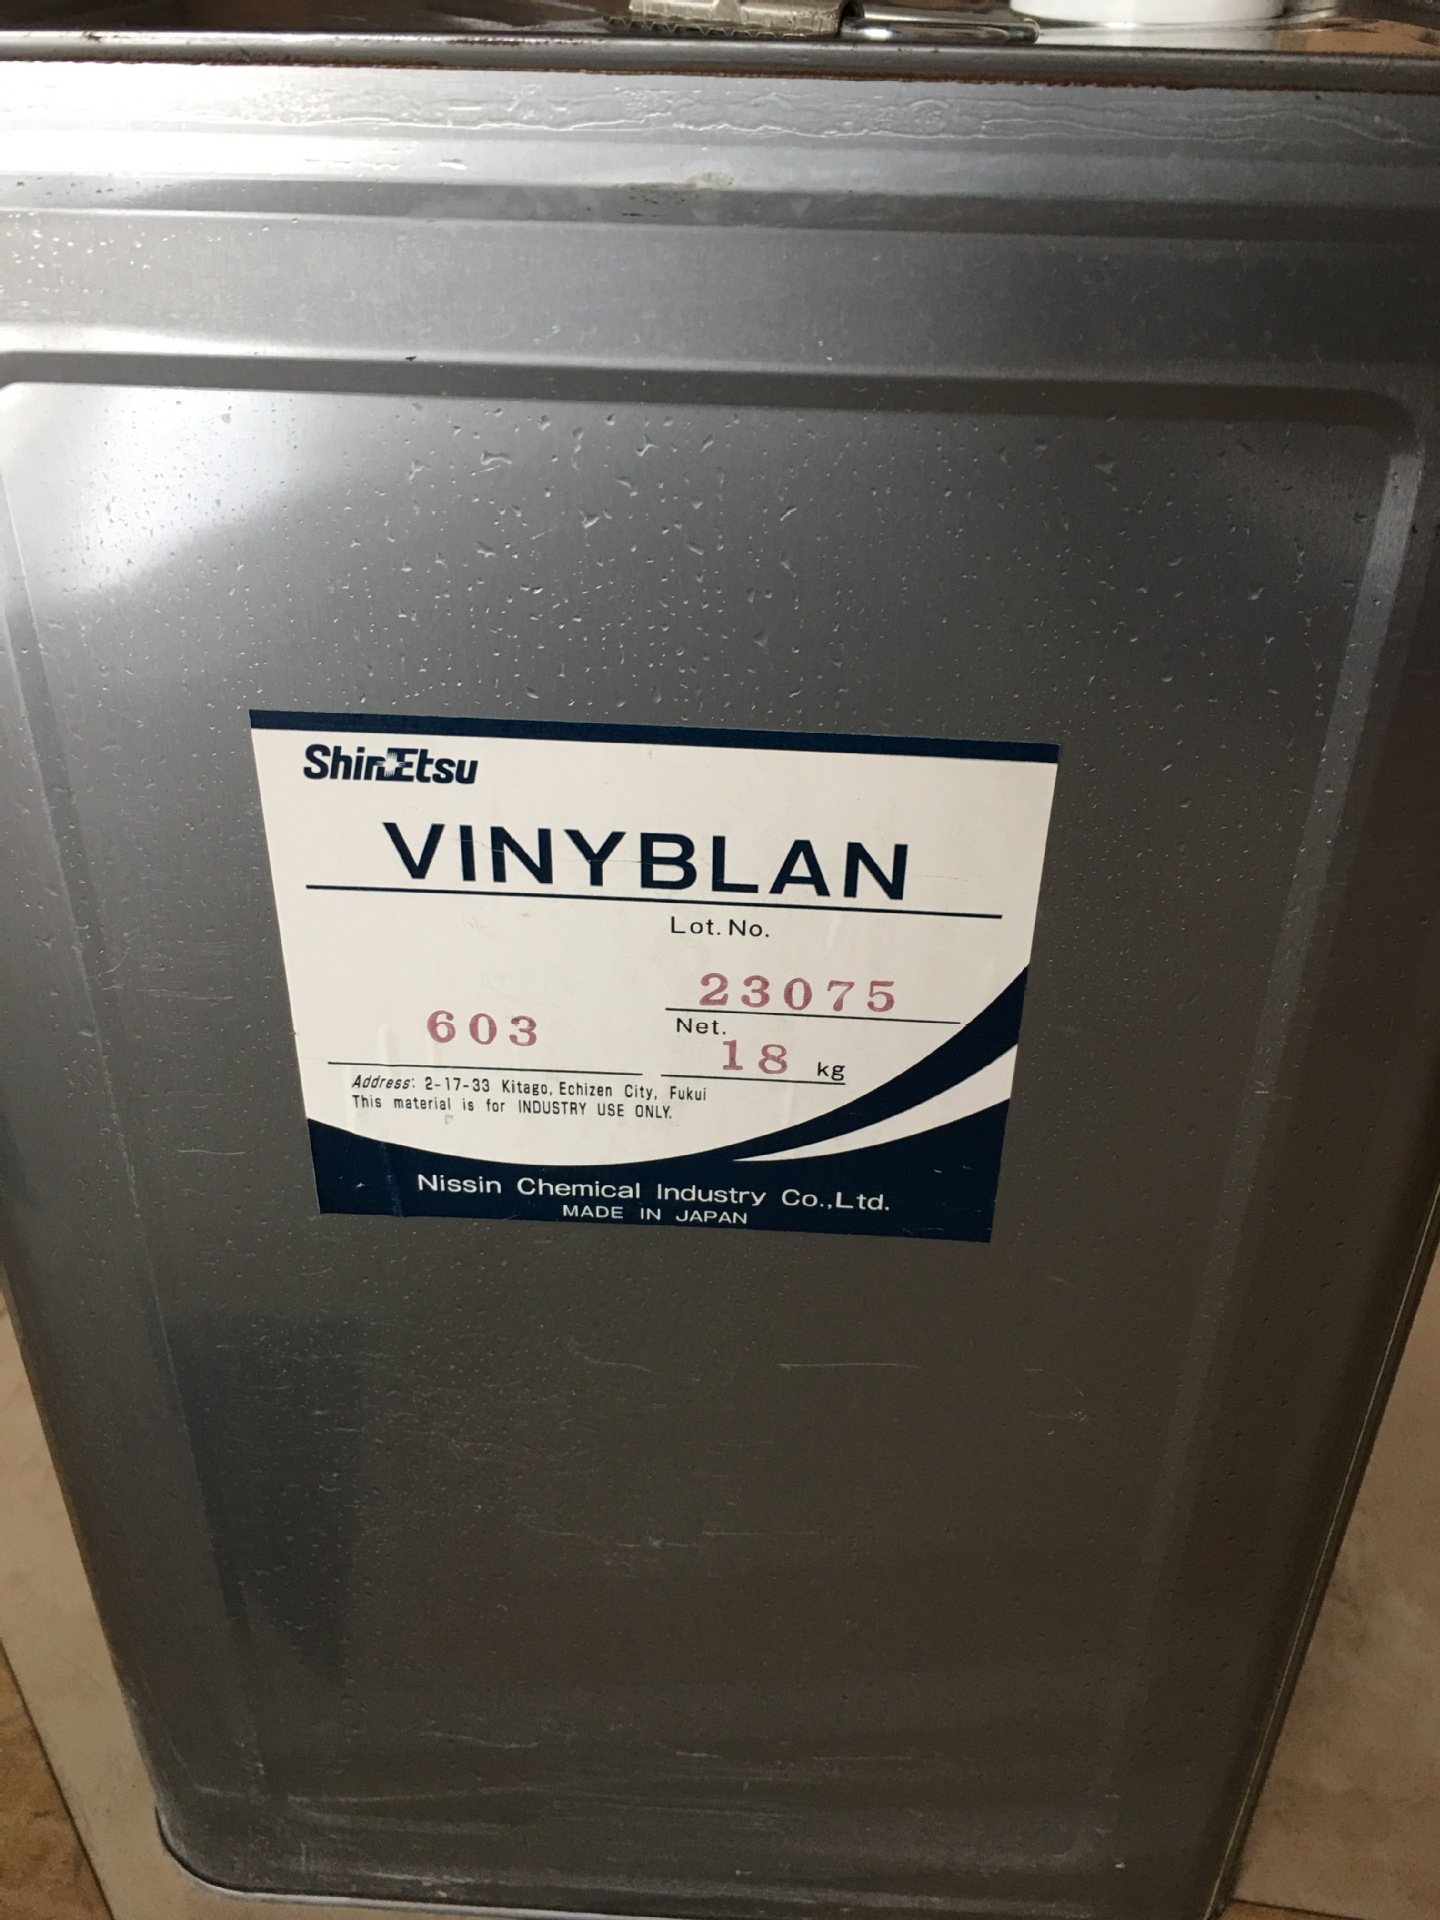 ShinEtsu
VINYBLAN
Lot. No.
23075
603
Net.
18 kg
Address: 2-17-33 Kitago, Echizen City, Fukui
This material is for INDUSTRY USE ONLY.
Nissin Chemical Industry Co.,Ltd.
MADE IN JAPAN